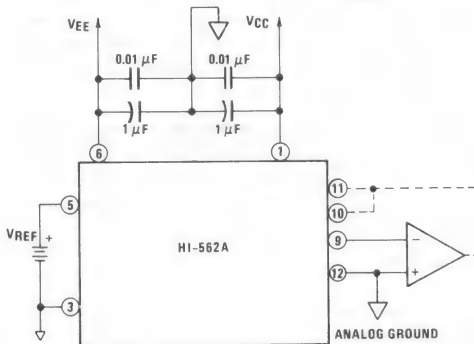 VEE
VCC
0.01 μF
0.01 μF
1 μF
1 μF
6
1
5
11
10
VREF
+
HI-562A
9
−
12
+
3
ANALOG GROUND